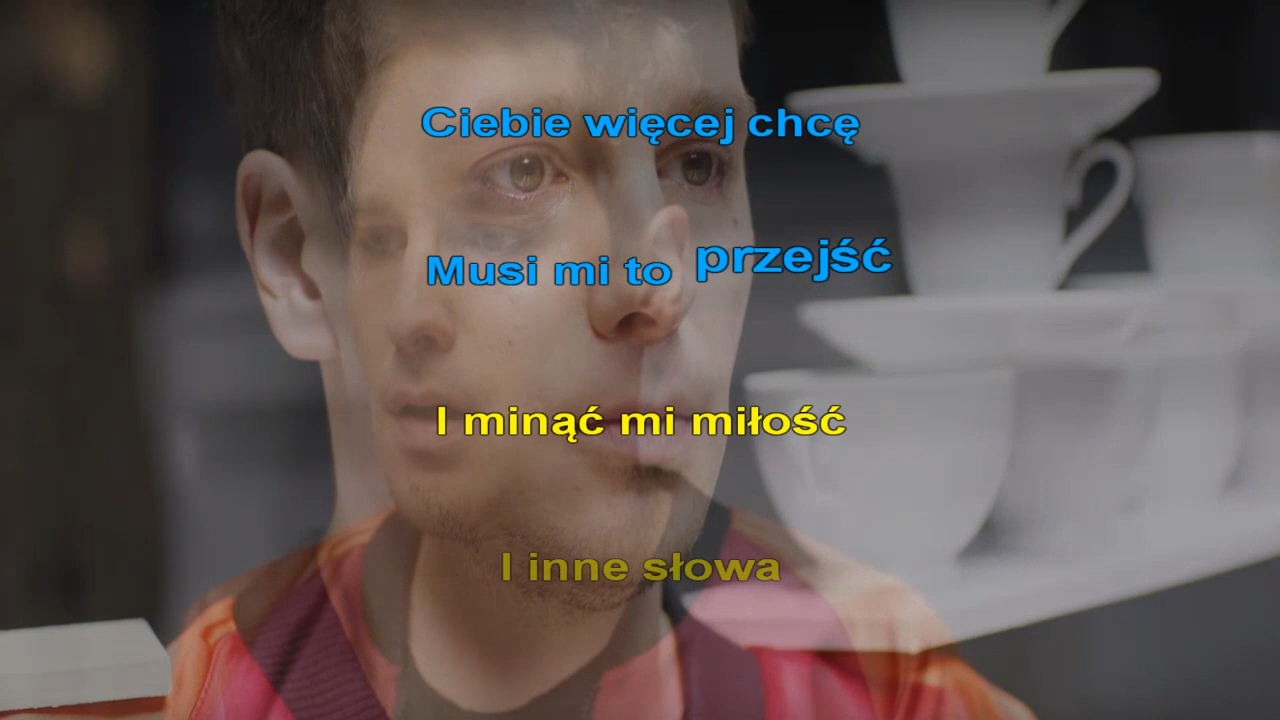 Ciebie więcej chcę
Musi mi to przejść
I minąć mi miłość
I inne słowa